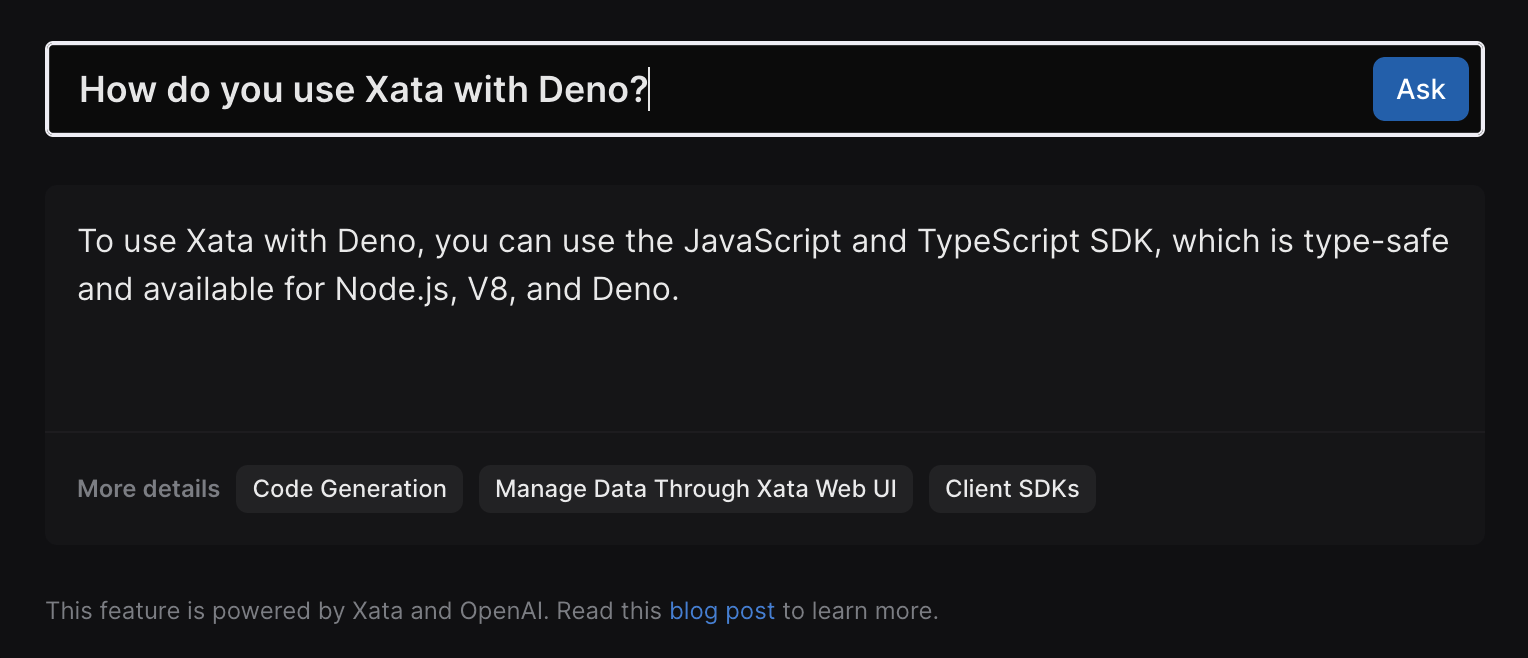 How do you use Xata with Deno?
Ask
To use Xata with Deno, you can use the JavaScript and TypeScript SDK, which is type-safe
and available for Node.js, V8, and Deno.
More details Code Generation Manage Data Through Xata Web UI Client SDKs
This feature is powered by Xata and OpenAI. Read this blog post to learn more.